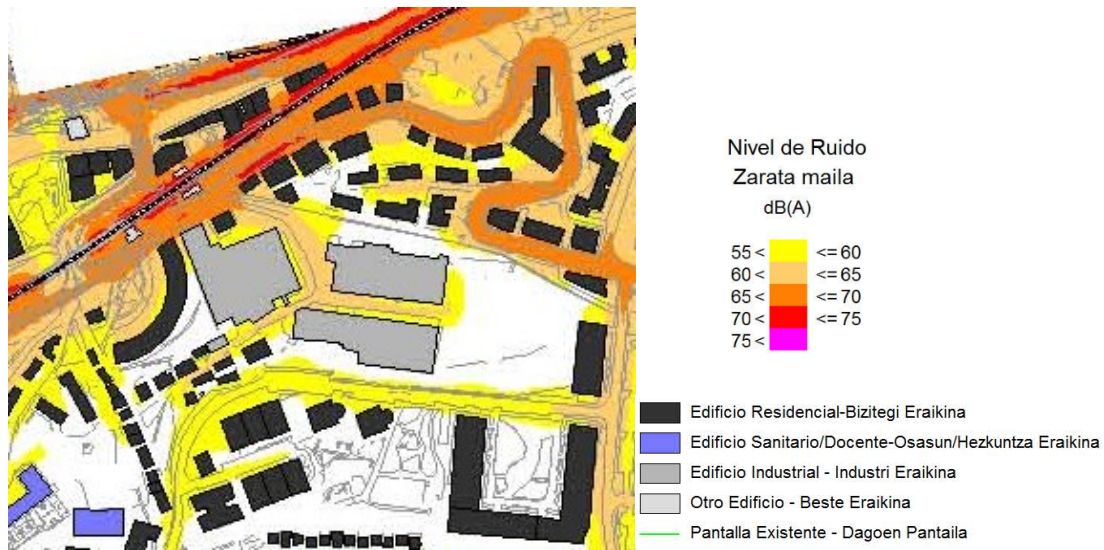 Nivel de Ruido
Zarata maila
dB(A)
55 < <= 60
60 < <= 65
65 < <= 70
70 < <= 75
75 <
Edificio Residencial-Bizitegi Eraikina
Edificio Sanitario/Docente-Osasun/Hezkuntza Eraikina
Edificio Industrial - Industri Eraikina
Otro Edificio - Beste Eraikina
Pantalla Existente - Dagoen Pantaila